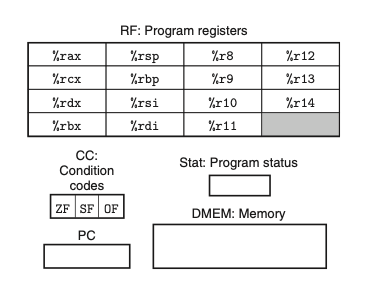 RF: Program registers
%rax %rsp %r8 %r12
%rcx %rbp %r9 %r13
%rdx %rsi %r10 %r14
%rbx %rdi %r11
CC:
Condition
codes
ZF SF OF
Stat: Program status
DMEM: Memory
PC